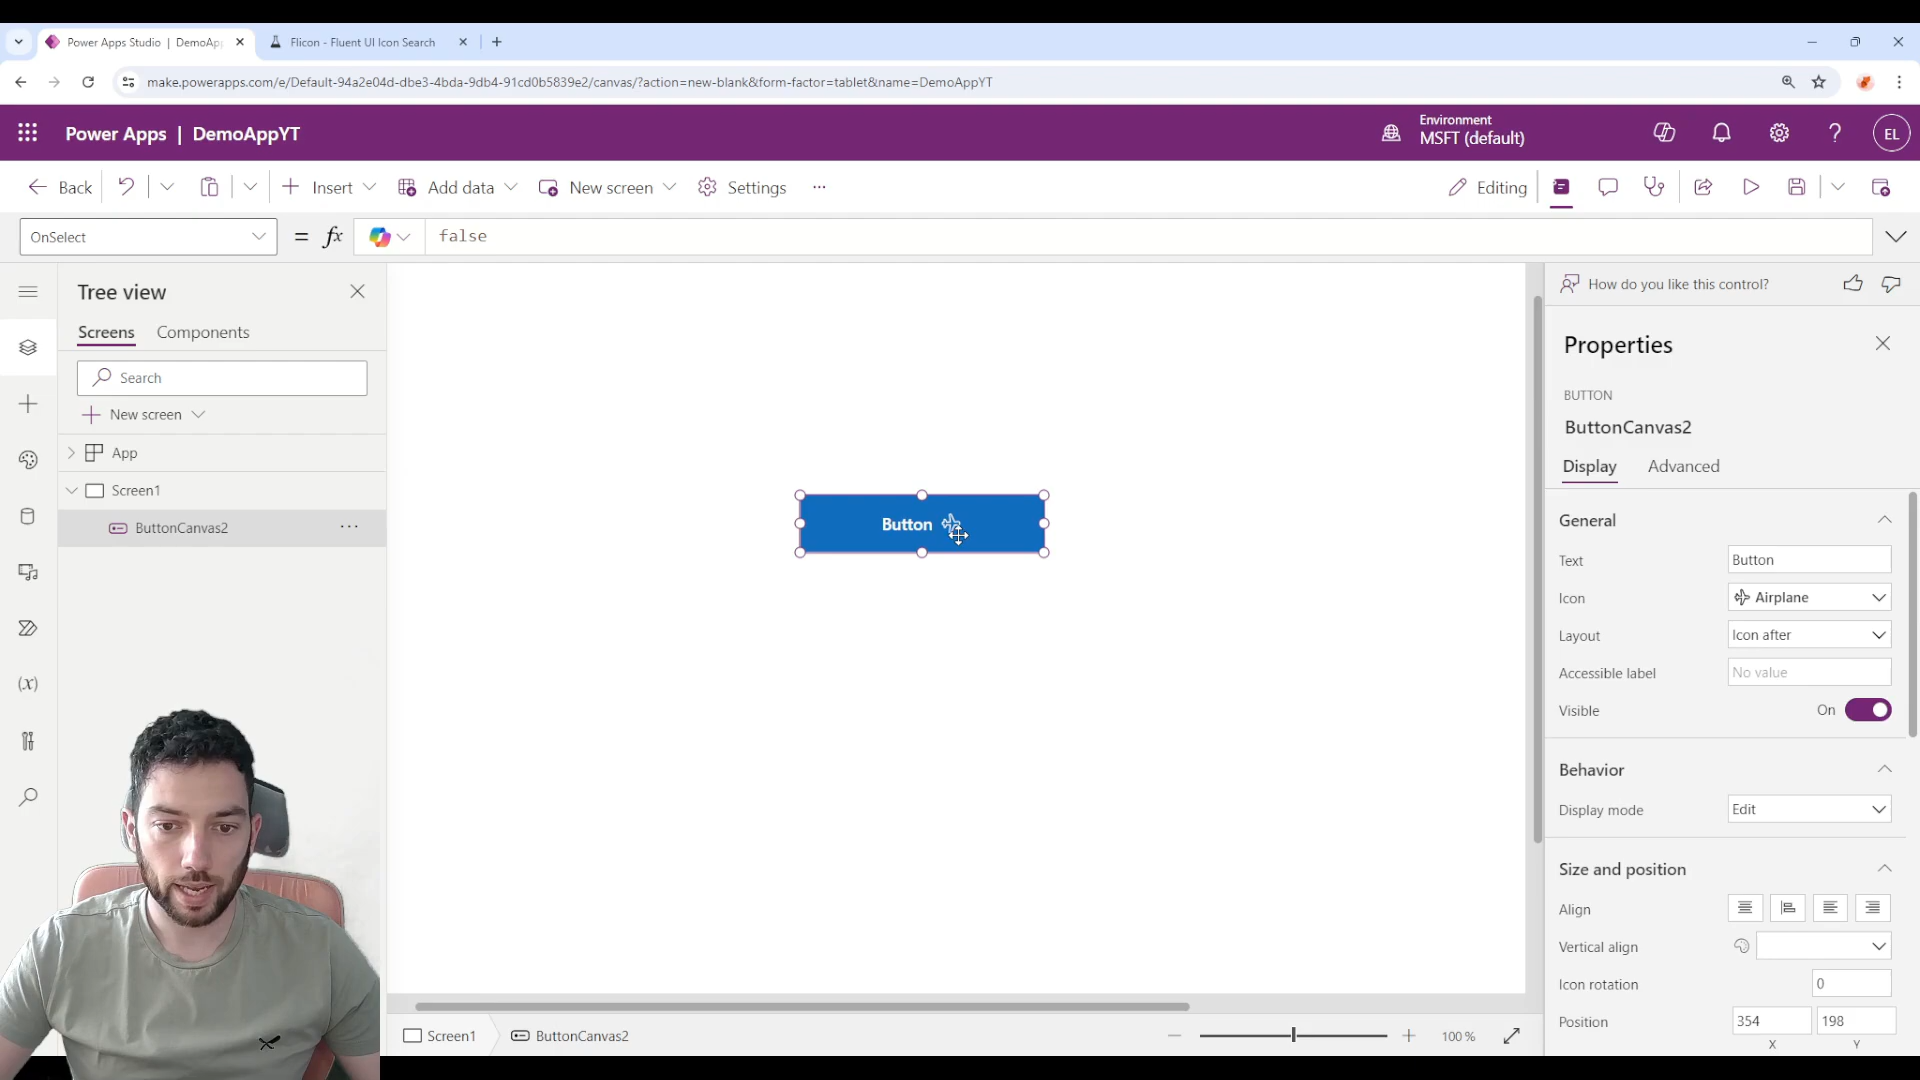 Power Apps Studio | DemoAp
Flicon - Fluent UI Icon Search
make.powerapps.com/e/Default-94a2e04d-dbe3-4bda-9db4-91cd0b5839e2/canvas/?action=new-blank&form-factor=tablet&name=DemoAppYT
Power Apps | DemoAppYT
Environment
MSFT (default)
EL
Back
Insert
Add data
New screen
Settings
Editing
OnSelect
= fx
false
Tree view
Screens
Components
Search
New screen
App
Screen1
ButtonCanvas2
(x)
Button
How do you like this control?
Properties
BUTTON
ButtonCanvas2
Display
Advanced
General
Text
Button
Icon
Airplane
Layout
Icon after
Accessible label
No value
Visible
On
Behavior
Display mode
Edit
Size and position
Align
Vertical align
Icon rotation
0
Position
354
198
X
Y
Screen1
ButtonCanvas2
100 %